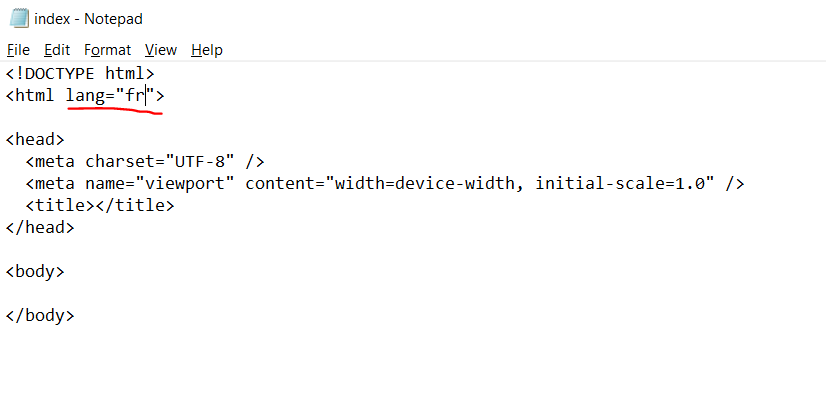 index - Notepad
File Edit Format View Help
<!DOCTYPE html>
<html lang="fr">
<head>
  <meta charset="UTF-8" />
  <meta name="viewport" content="width=device-width, initial-scale=1.0" />
  <title></title>
</head>
<body>
</body>